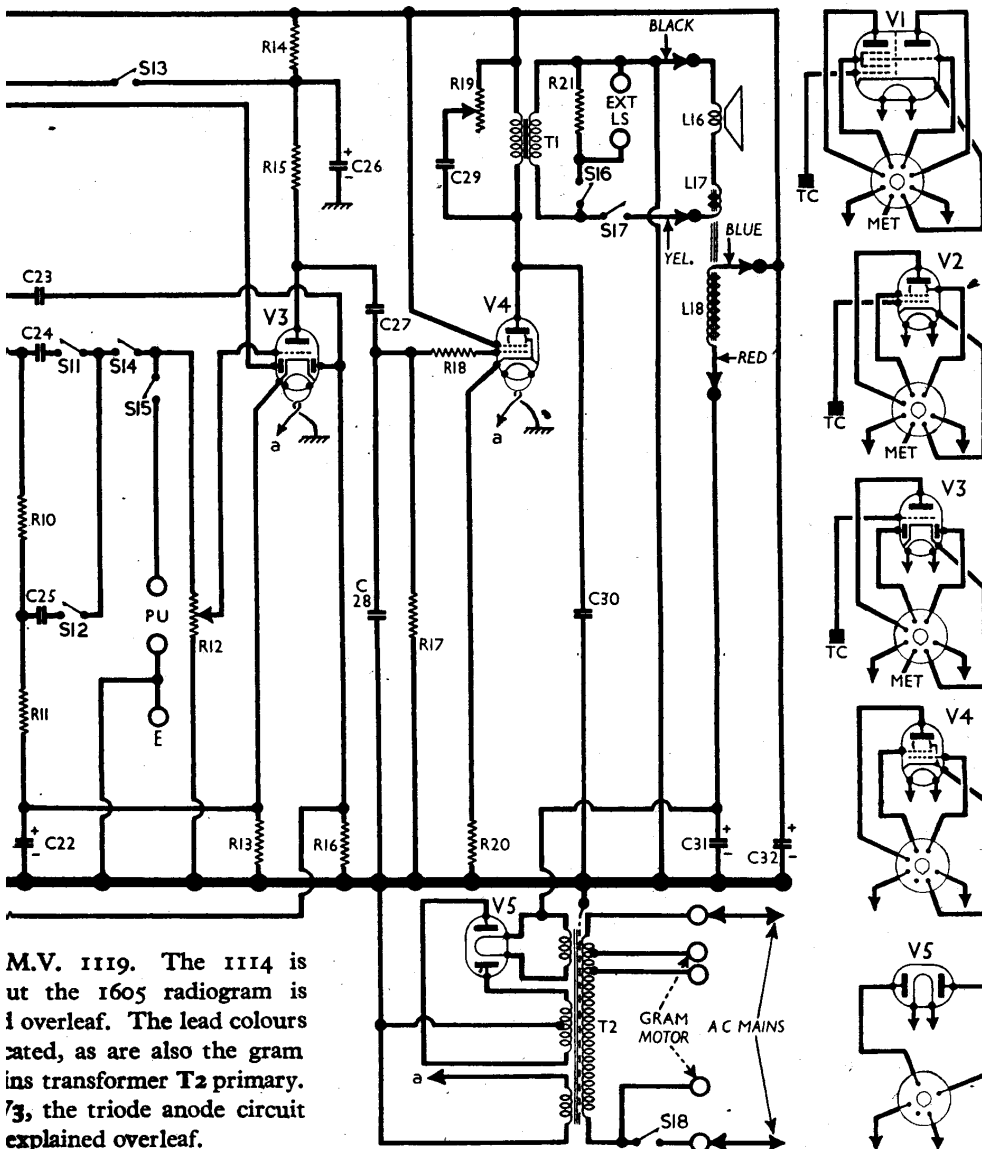 BLACK
V1
R14
S13
R19
R21
EXT
LS
L16
T1
C26
R15
C29
S16
TC
L17
MET
S17
BLUE
YEL.
V2
C23
V3
C27
V4
L18
C24
S11
S14
R18
RED
S15
TC
a
a
MET
V3
R10
C
28
C30
C25
PU
S12
R12
R17
TC
MET
R11
E
V4
C22
R13
R16
R20
C31
C32
V5
M.V. 1119. The 1114 is
ut the 1605 radiogram is
d overleaf. The lead colours
cated, as are also the gram
ins transformer T2 primary.
V3, the triode anode circuit
explained overleaf.
T2
GRAM
MOTOR
A C MAINS
a
S18
V5